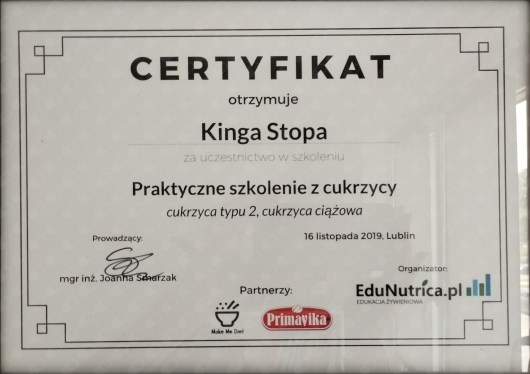 CERTYFIKAT
otrzymuje
Kinga Stopa
za uczestnictwo w szkoleniu
Praktyczne szkolenie z cukrzycy
cukrzyca typu 2, cukrzyca ciążowa
Prowadzący:
16 listopada 2019, Lublin
mgr inż. Joanna Smarzak
Organizator:
EduNutrica.pl
EDUKACJA ŻYWIENIOWA
Partnerzy:
Make Me Diet
Primavika